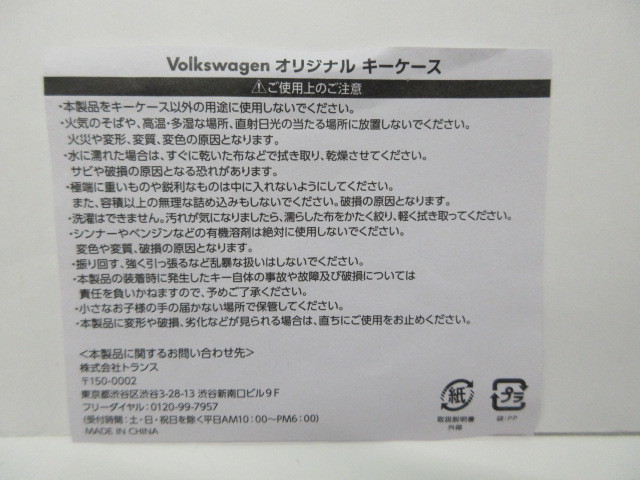 Volkswagen オリジナル キーケース
⚠ご使用上のご注意
・本製品をキーケース以外の用途に使用しないでください。
・火気のそばや、高温・多湿な場所、直射日光の当たる場所に放置しないでください。
火災や変形、変質、変色の原因となります。
・水に濡れた場合は、すぐに乾いた布などで拭き取り、乾燥させてください。
サビや破損の原因となる恐れがあります。
・極端に重いものや鋭利なものは中に入れないようにしてください。
また、容積以上の無理な詰め込みもしないでください。破損の原因となります。
・洗濯はできません。汚れが気になりましたら、濡らした布をかたく絞り、軽く拭き取ってください。
・シンナーやベンジンなどの有機溶剤は絶対に使用しないでください。
変色や変質、破損の原因となります。
・振り回す、強く引っ張るなど乱暴な扱いはしないでください。
・本製品の装着時に発生したキー自体の事故や故障及び破損については
責任を負いかねますので、予めご了承ください。
・小さなお子様の手の届かない場所で保管してください。
・本製品に変形や破損、劣化などが見られる場合は、直ちにご使用をお止めください。
<本製品に関するお問い合わせ先>
株式会社トランス
〒150-0002
東京都渋谷区渋谷3-28-13 渋谷新南口ビル9F
フリーダイヤル:0120-99-7957
(受付時間:土・日・祝日を除く平日AM10:00~PM6:00)
MADE IN CHINA
紙
取扱説明書
外箱
プラ
袋:PP